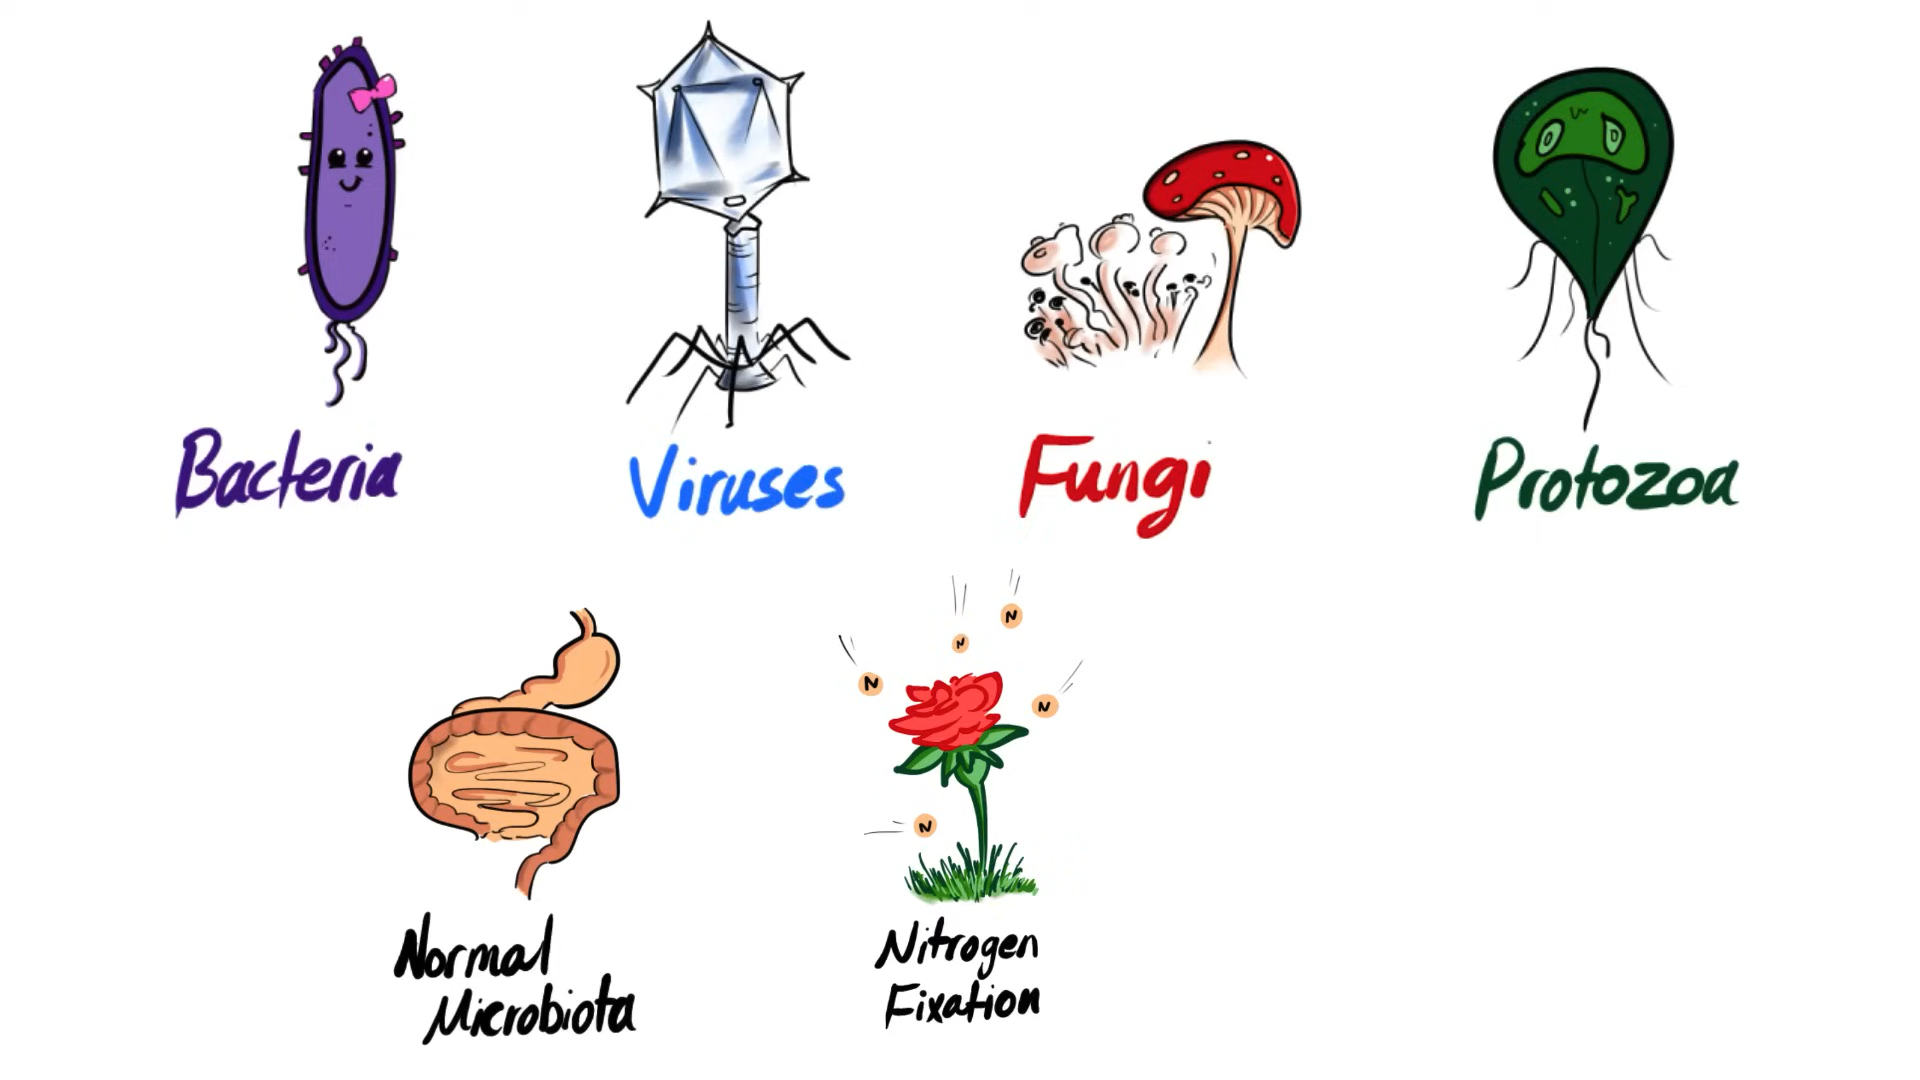 Bacteria
Viruses
Fungi
Protozoa
N
N
N
N
N
Normal
Microbiota
Nitrogen
Fixation